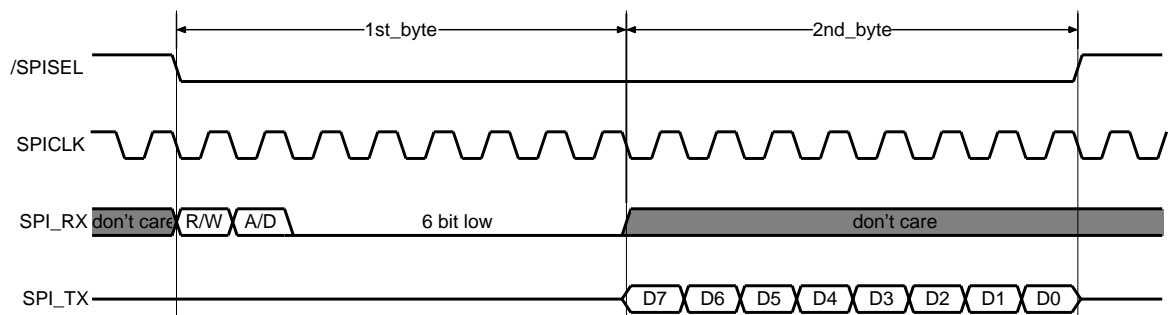 1st_byte 2nd_byte
/SPISEL
SPICLK
SPI_RX don't care R/W A/D 6 bit low don't care
SPI_TX D7 D6 D5 D4 D3 D2 D1 D0